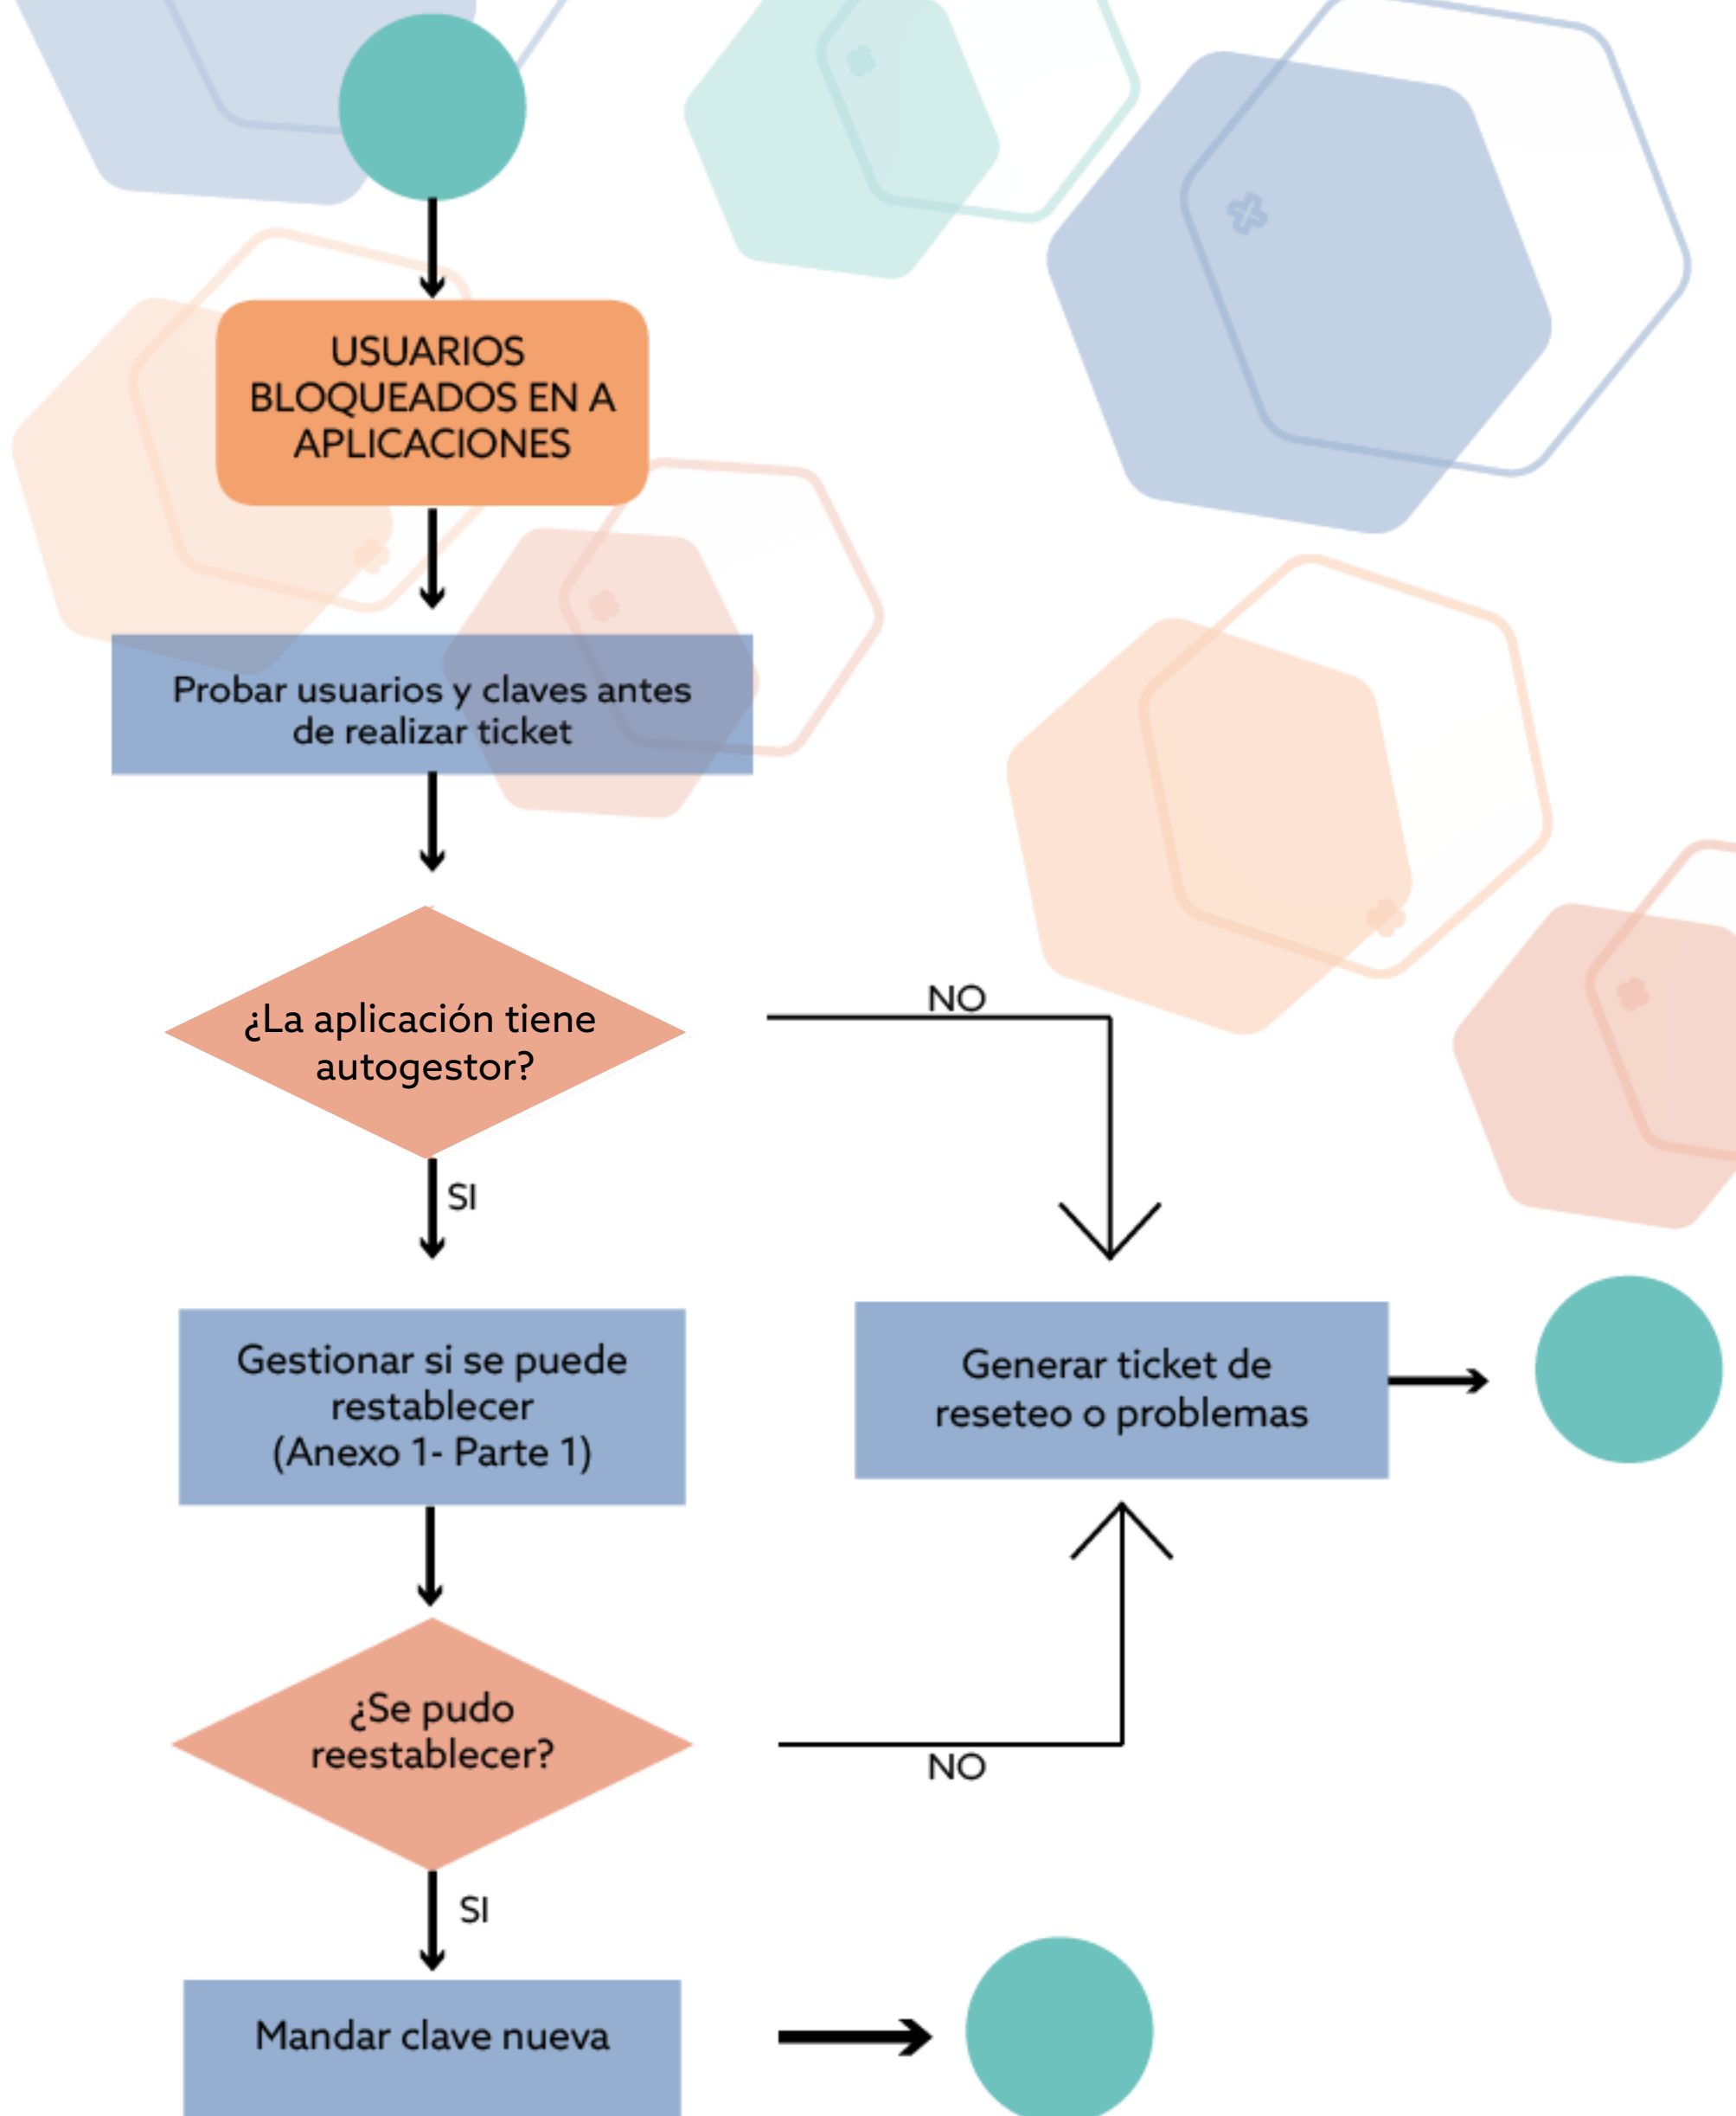 USUARIOS
BLOQUEADOS EN A
APLICACIONES
Probar usuarios y claves antes
de realizar ticket
¿La aplicación tiene
autogestor?
NO
SI
Gestionar si se puede
restablecer
(Anexo 1- Parte 1)
Generar ticket de
reseteo o problemas
¿Se pudo
reestablecer?
NO
SI
Mandar clave nueva